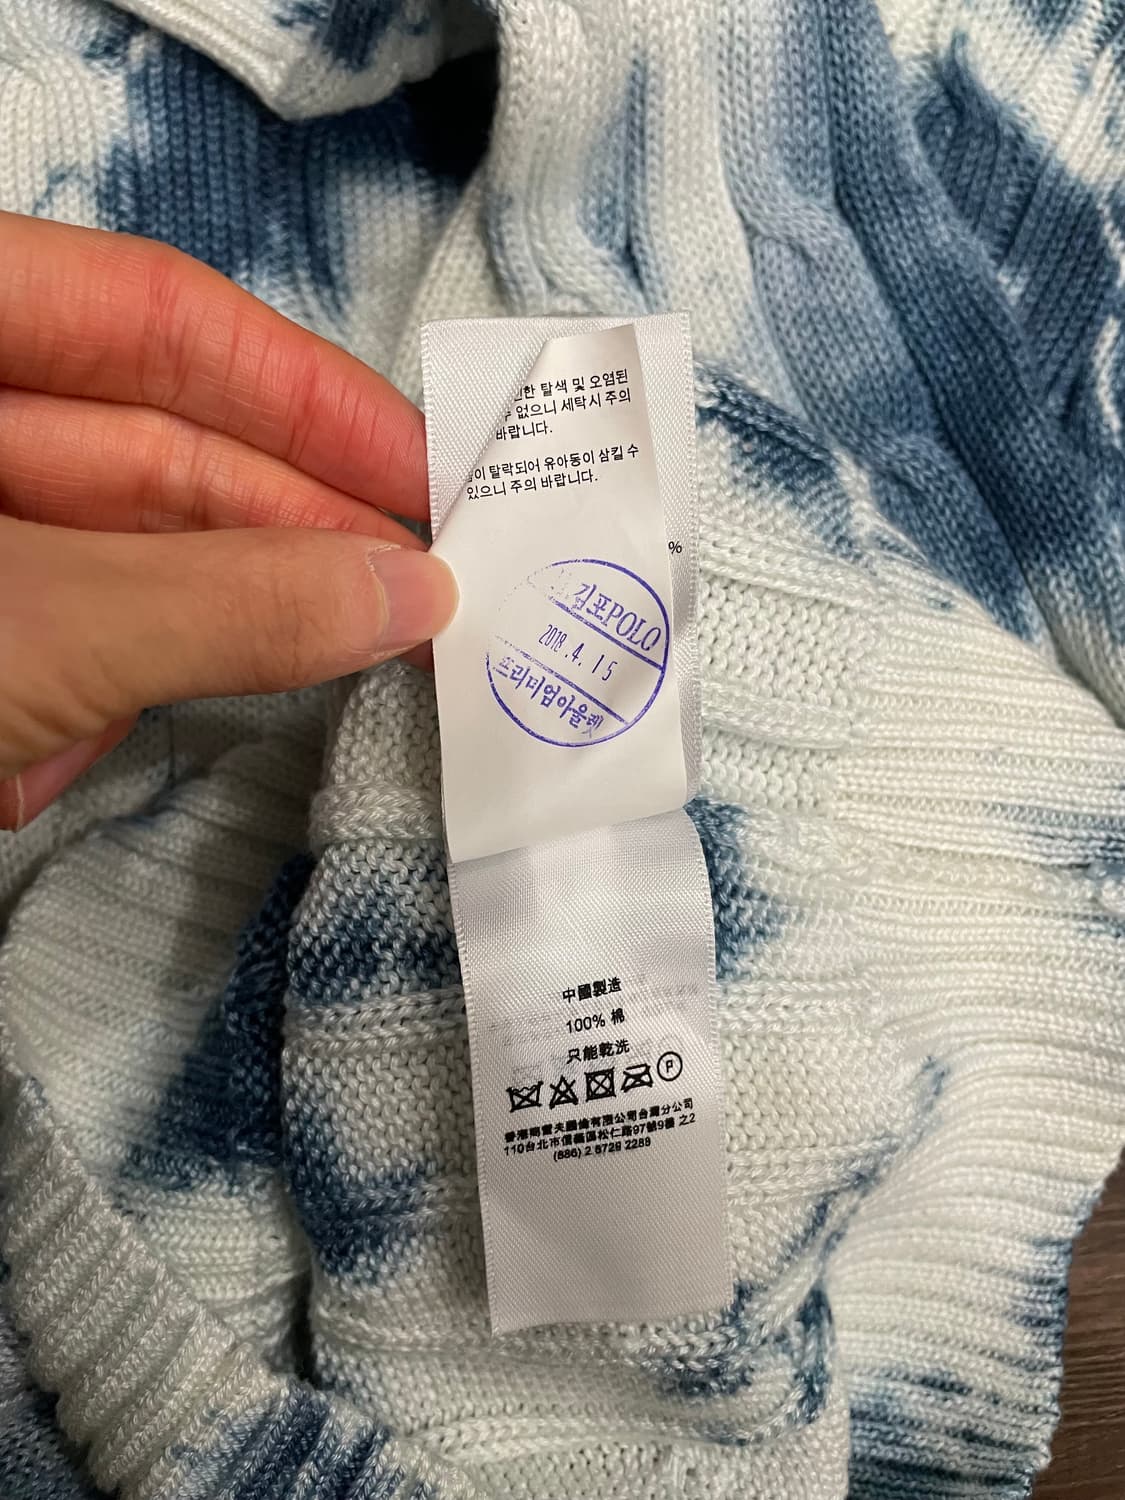 한 탈색 및 오염된
수 없으니 세탁시 주의
바랍니다.
이 탈락되어 유아동이 삼킬 수
있으니 주의 바랍니다.
%
김포POLO
2018.4.15
프리미엄아울렛
中國製造
100% 棉
只能乾洗
P
香港商雷夫羅倫有限公司台灣分公司
110台北市信義區松仁路97號9樓 之2
(886) 2 8729 2288